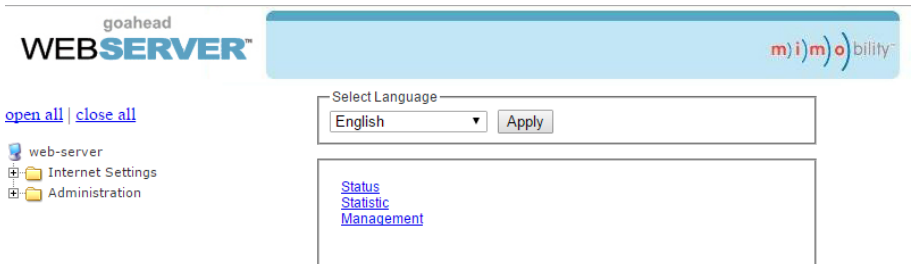 goahead
WEBSERVER™
m)i)m)o)bility™
open all | close all
web-server
Internet Settings
Administration
Select Language
English
Apply
Status
Statistic
Management